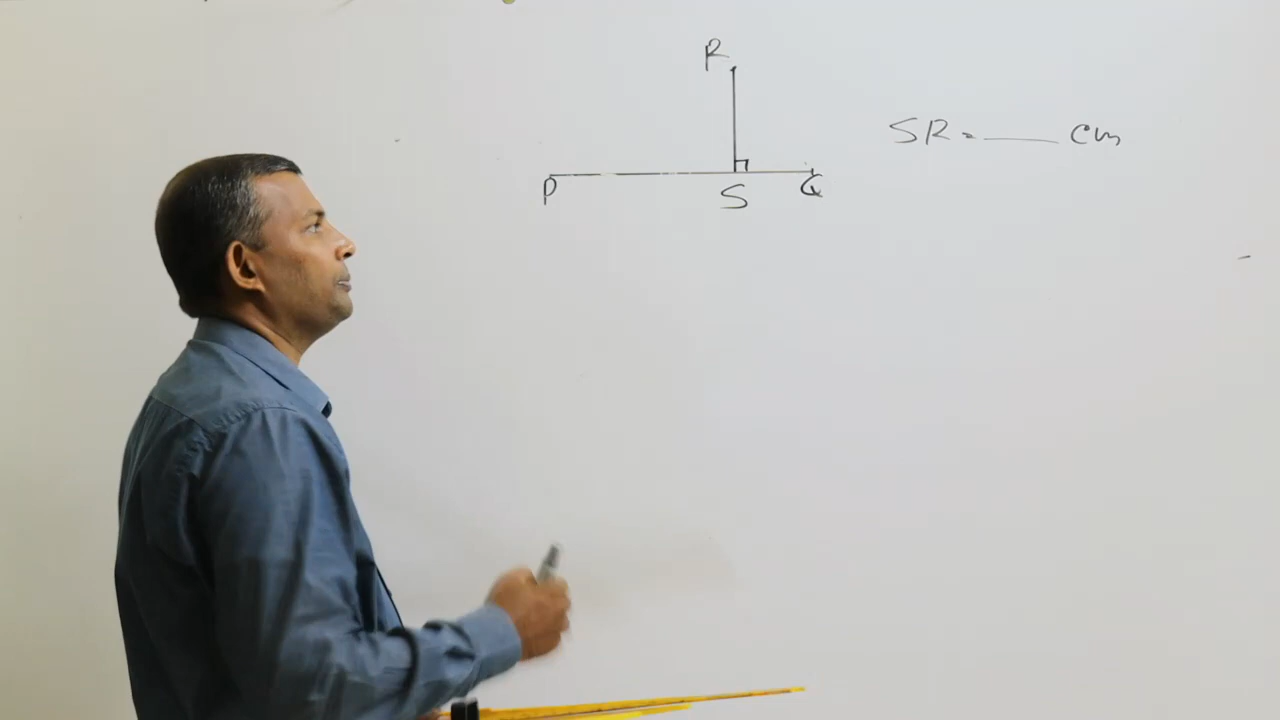 R
SR = ____ cm
P S Q